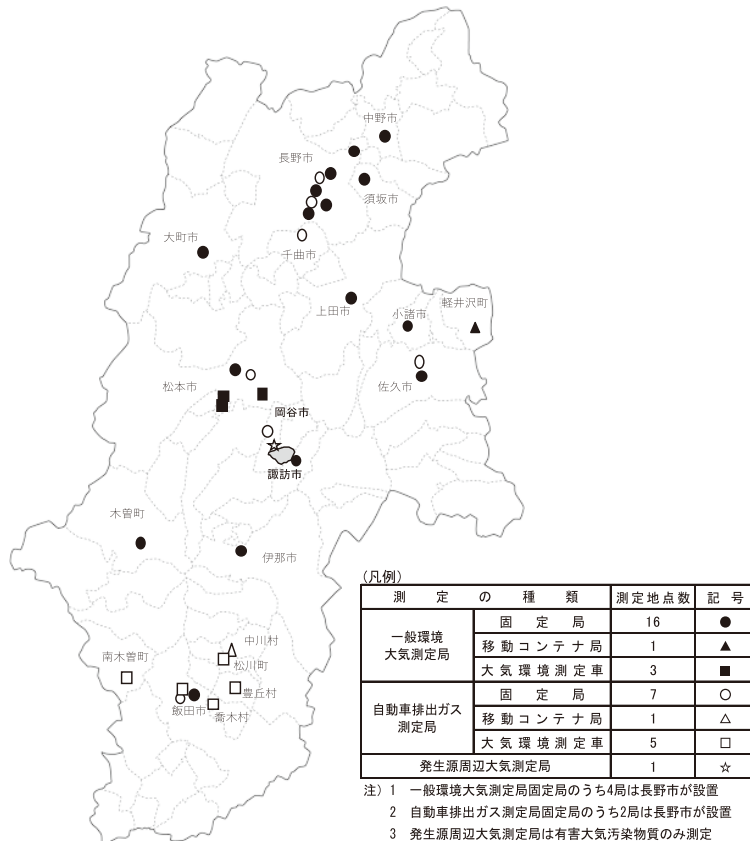 中野市
長野市
須坂市
大町市
千曲市
軽井沢町
上田市
小諸市
松本市
佐久市
岡谷市
諏訪市
木曽町
伊那市
中川村
南木曽町
松川町
豊丘村
飯田市
喬木村
(凡例)
測定の種類 測定地点数 記号
一般環境大気測定局 固定局 16 ●
移動コンテナ局 1 ▲
大気環境測定車 3 ■
自動車排出ガス測定局 固定局 7 ○
移動コンテナ局 1 △
大気環境測定車 5 □
発生源周辺大気測定局 1 ☆
注）1 一般環境大気測定局固定局のうち4局は長野市が設置
2 自動車排出ガス測定局固定局のうち2局は長野市が設置
3 発生源周辺大気測定局は有害大気汚染物質のみ測定